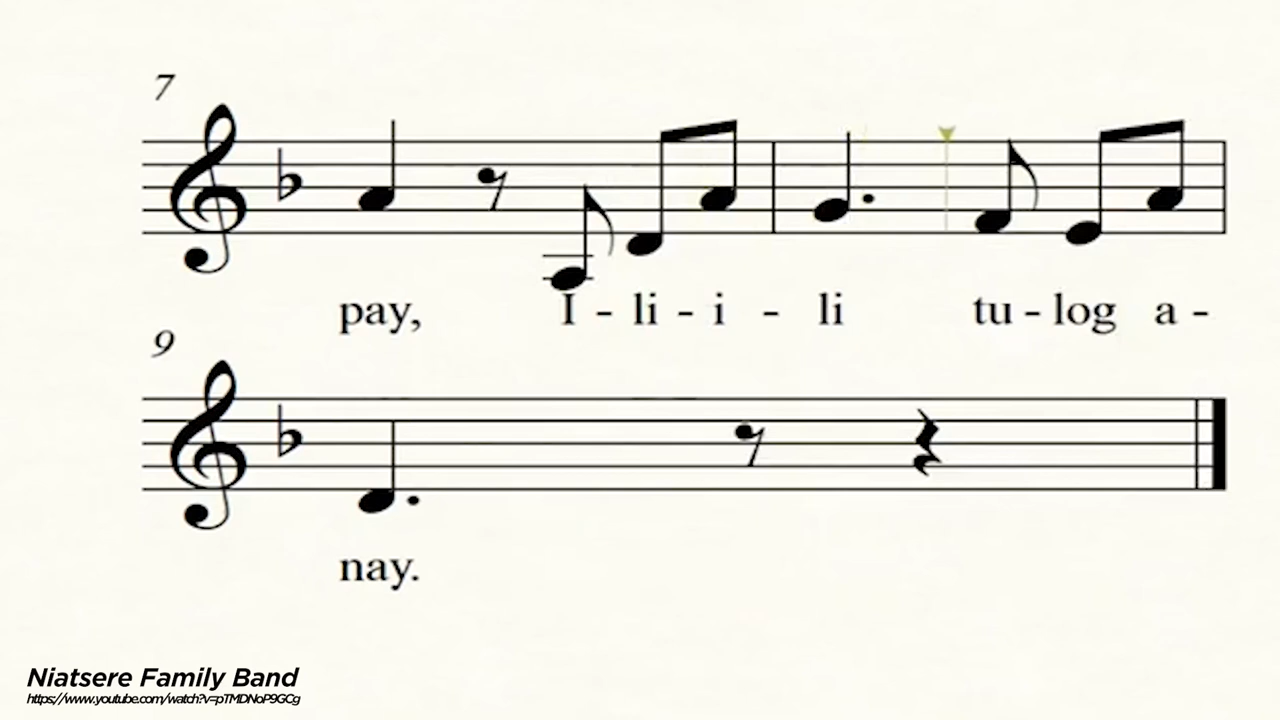 7
pay, I - li - i - li tu - log a -
9
nay.
Niatsere Family Band
https://www.youtube.com/watch?v=pTMDNoP9GCg